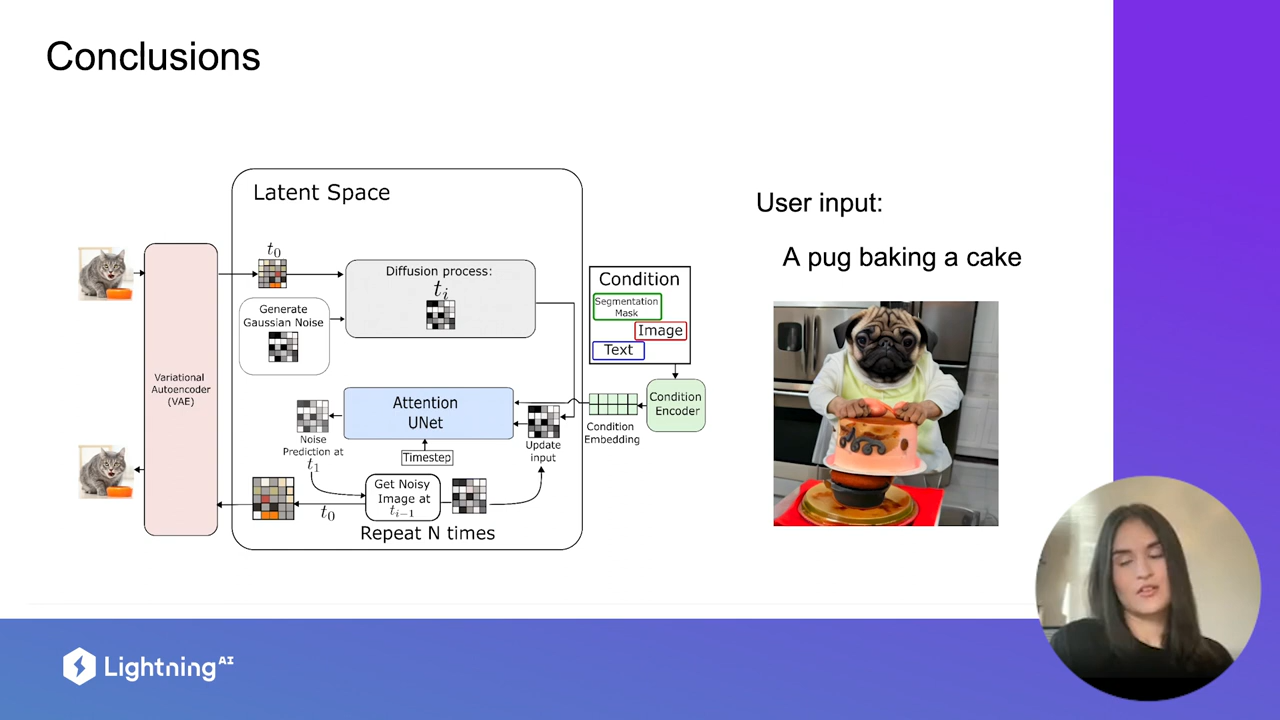 Conclusions
Latent Space
t₀
Diffusion process:
tᵢ
Generate
Gaussian Noise
Variational
Autoencoder
(VAE)
Condition
Segmentation
Mask
Image
Text
Attention
UNet
Condition
Encoder
Condition
Embedding
Noise
Prediction at
t₁
Timestep
Update
input
Get Noisy
Image at
tᵢ₋₁
t₀
Repeat N times
User input:
A pug baking a cake
Lightning AI